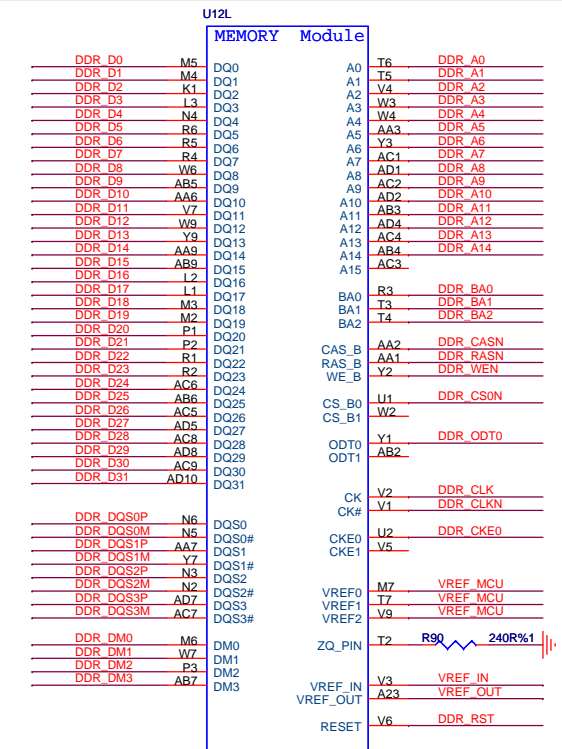 U12L
MEMORY Module
DDR_D0 M5 DQ0 A0 T6 DDR_A0
DDR_D1 M4 DQ1 A1 T5 DDR_A1
DDR_D2 K1 DQ2 A2 V4 DDR_A2
DDR_D3 L3 DQ3 A3 W3 DDR_A3
DDR_D4 N4 DQ4 A4 W4 DDR_A4
DDR_D5 R6 DQ5 A5 AA3 DDR_A5
DDR_D6 R5 DQ6 A6 Y3 DDR_A6
DDR_D7 R4 DQ7 A7 AC1 DDR_A7
DDR_D8 W6 DQ8 A8 AD1 DDR_A8
DDR_D9 AB5 DQ9 A9 AC2 DDR_A9
DDR_D10 AA6 DQ10 A10 AD2 DDR_A10
DDR_D11 V7 DQ11 A11 AB3 DDR_A11
DDR_D12 W9 DQ12 A12 AD4 DDR_A12
DDR_D13 Y9 DQ13 A13 AC4 DDR_A13
DDR_D14 AA9 DQ14 A14 AB4 DDR_A14
DDR_D15 AB9 DQ15 A15 AC3
DDR_D16 L2 DQ16
DDR_D17 L1 DQ17 BA0 R3 DDR_BA0
DDR_D18 M3 DQ18 BA1 T3 DDR_BA1
DDR_D19 M2 DQ19 BA2 T4 DDR_BA2
DDR_D20 P1 DQ20
DDR_D21 P2 DQ21 CAS_B AA2 DDR_CASN
DDR_D22 R1 DQ22 RAS_B AA1 DDR_RASN
DDR_D23 R2 DQ23 WE_B Y2 DDR_WEN
DDR_D24 AC6 DQ24
DDR_D25 AB6 DQ25 CS_B0 U1 DDR_CS0N
DDR_D26 AC5 DQ26 CS_B1 W2
DDR_D27 AD5 DQ27
DDR_D28 AC8 DQ28 ODT0 Y1 DDR_ODT0
DDR_D29 AD8 DQ29 ODT1 AB2
DDR_D30 AC9 DQ30
DDR_D31 AD10 DQ31
CK V2 DDR_CLK
CK# V1 DDR_CLKN
DDR_DQS0P N6 DQS0
DDR_DQS0M N5 DQS0# CKE0 U2 DDR_CKE0
DDR_DQS1P AA7 DQS1 CKE1 V5
DDR_DQS1M Y7 DQS1#
DDR_DQS2P N3 DQS2
DDR_DQS2M N2 DQS2# VREF0 M7 VREF_MCU
DDR_DQS3P AD7 DQS3 VREF1 T7 VREF_MCU
DDR_DQS3M AC7 DQS3# VREF2 V9 VREF_MCU
DDR_DM0 M6 DM0 ZQ_PIN T2 R90 240R%1
DDR_DM1 W7 DM1
DDR_DM2 P3 DM2
DDR_DM3 AB7 DM3 VREF_IN V3 VREF_IN
VREF_OUT A23 VREF_OUT
RESET V6 DDR_RST